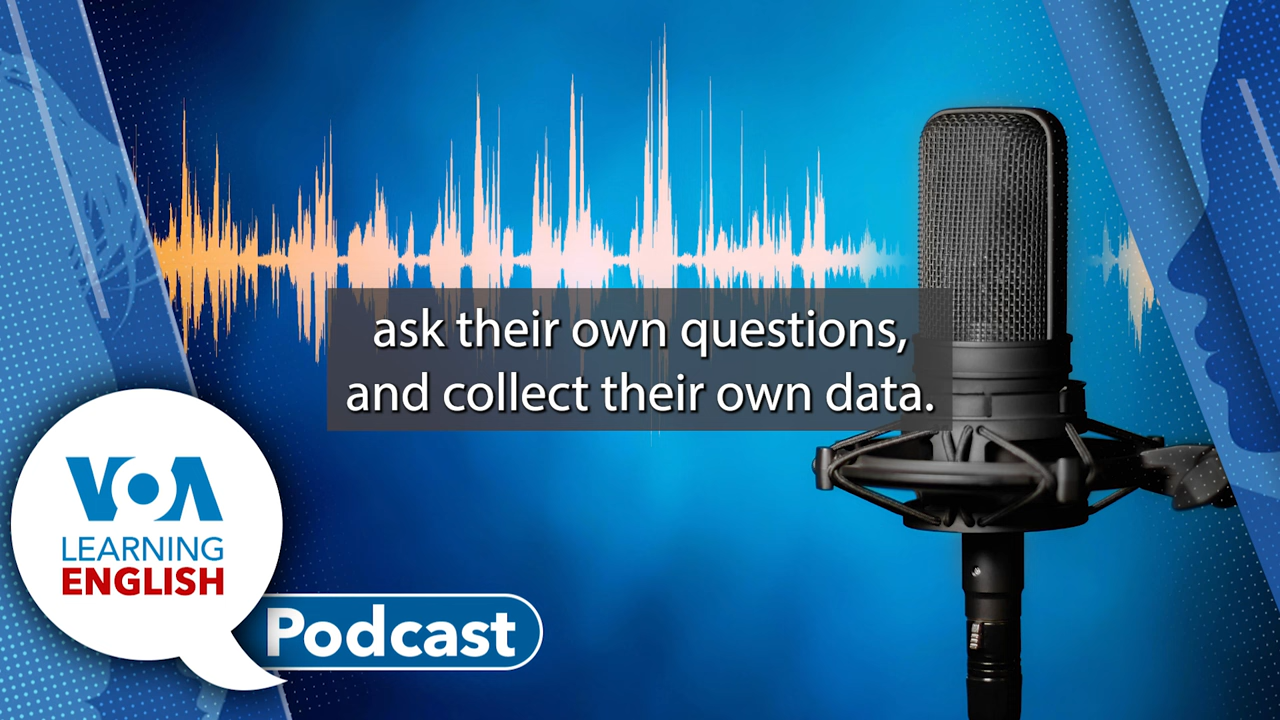 ask their own questions,
and collect their own data.
VOA
LEARNING
ENGLISH
Podcast